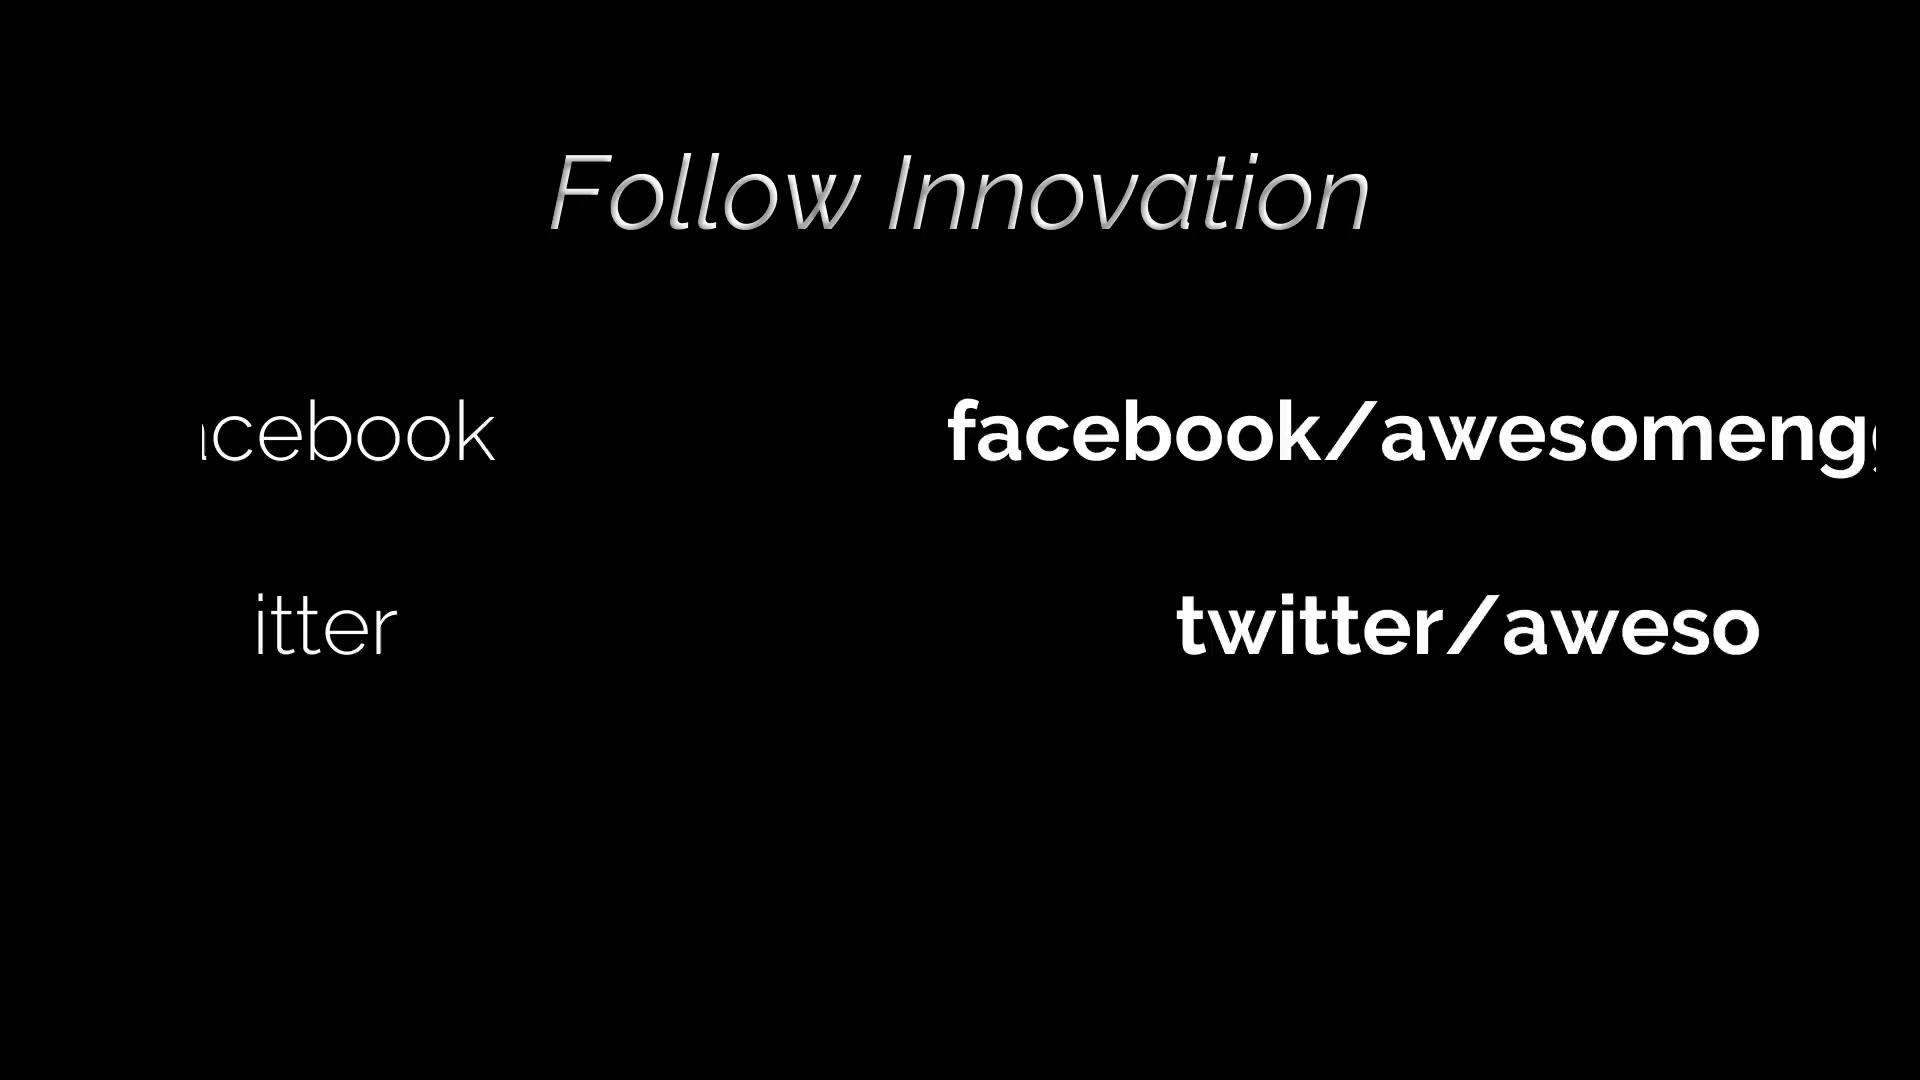 Follow Innovation
acebook facebook/awesomeng
itter twitter/aweso